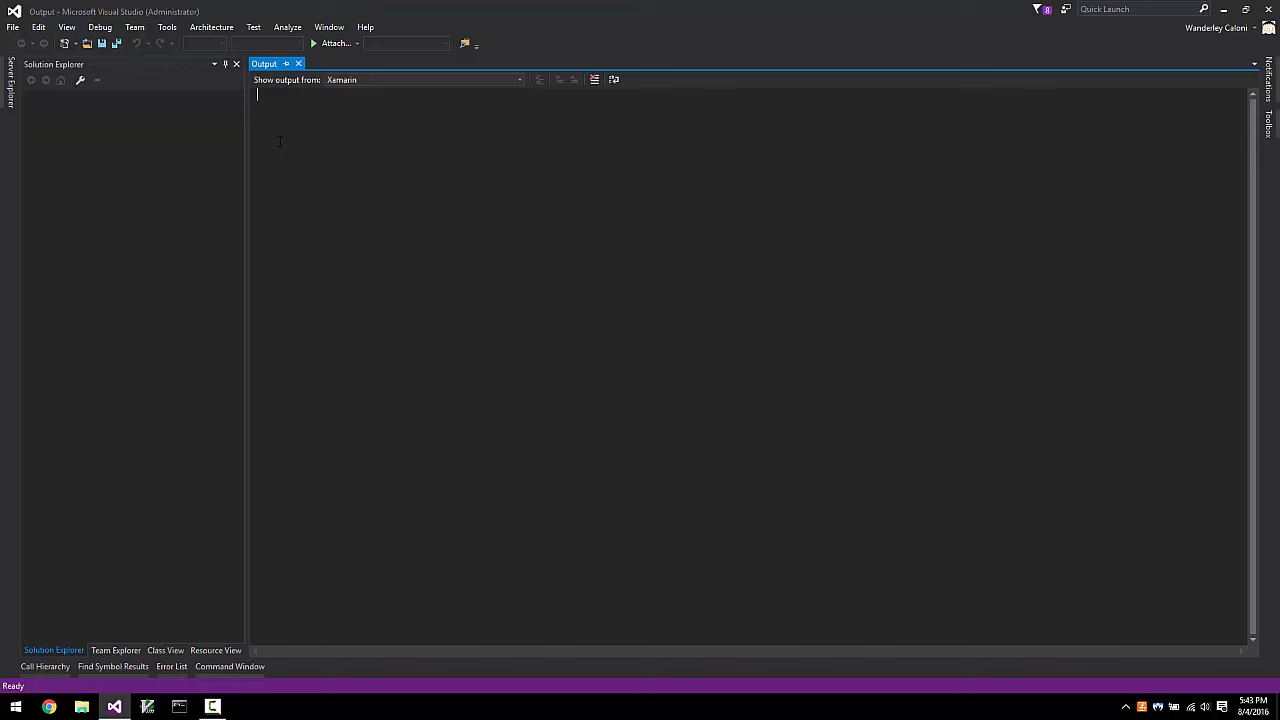 Output - Microsoft Visual Studio (Administrator)
8
Quick Launch
File Edit View Debug Team Tools Architecture Test Analyze Window Help
Wanderley Caloni
Attach...
Server Explorer
Solution Explorer
Output
Show output from: Xamarin
Notifications
Toolbox
Solution Explorer Team Explorer Class View Resource View
Call Hierarchy Find Symbol Results Error List Command Window
Ready
5:43 PM
8/4/2016